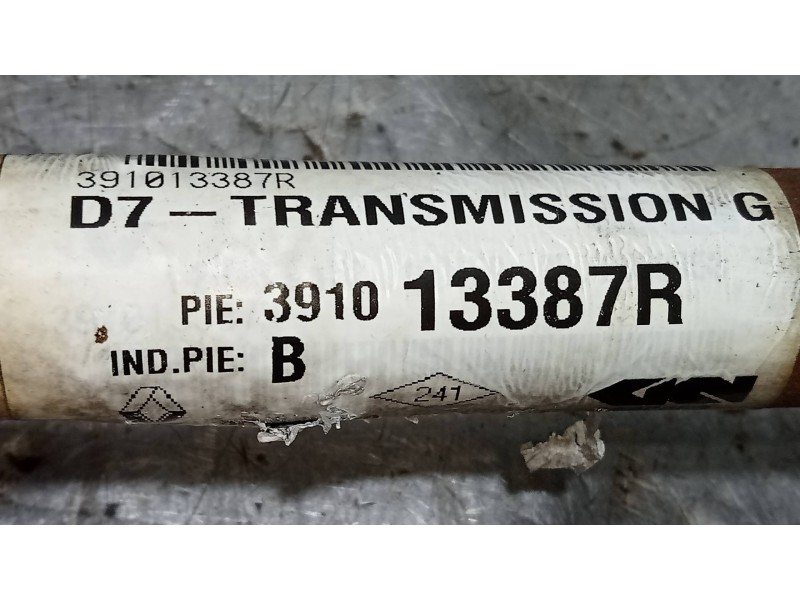 391013387R
D7-TRANSMISSION G
PIE: 3910 13387R
IND.PIE: B
241